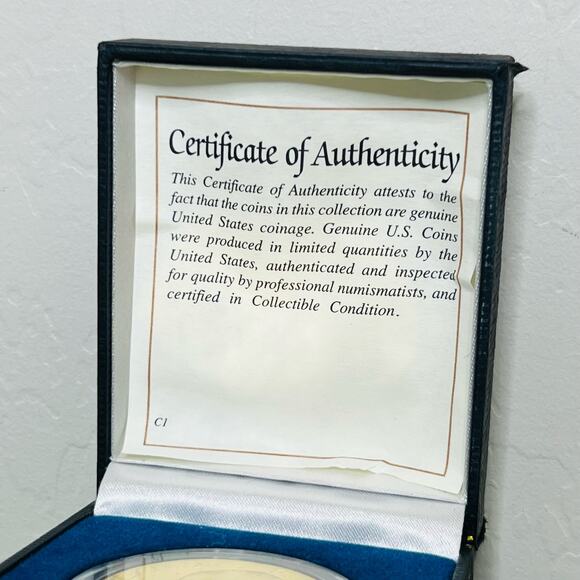 Certificate of Authenticity
This Certificate of Authenticity attests to the
fact that the coins in this collection are genuine
United States coinage. Genuine U.S. Coins
were produced in limited quantities by the
United States, authenticated and inspected
for quality by professional numismatists, and
certified in Collectible Condition.
C1